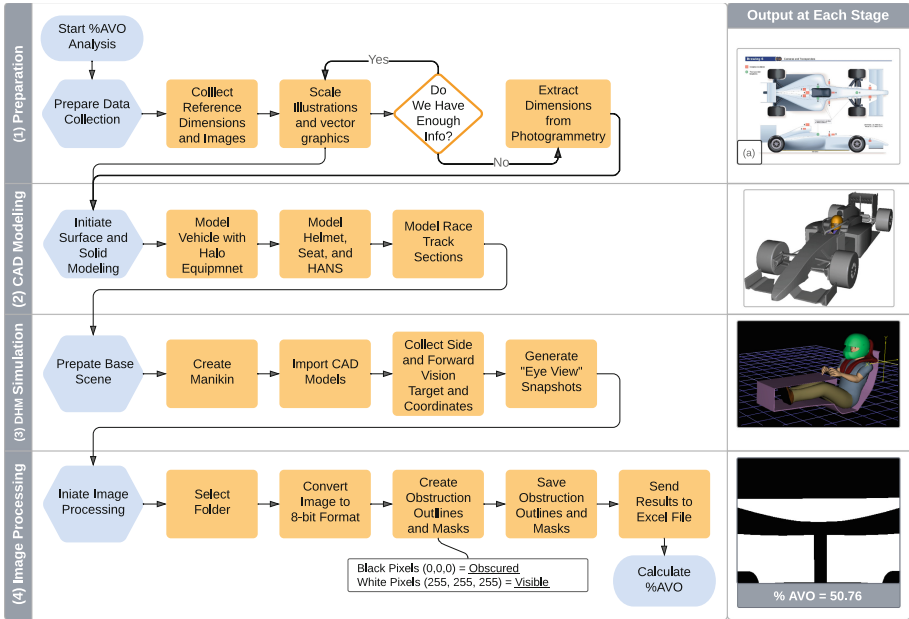 Output at Each Stage
(1) Preparation
Start %AVO
Analysis
Prepare Data
Collection
Colllect
Reference
Dimensions
and Images
Scale
Illustrations
and vector
graphics
Yes
Do
We Have
Enough
Info?
No
Extract
Dimensions
from
Photogrammetry
(a)
(2) CAD Modeling
Initiate
Surface and
Solid
Modeling
Model
Vehicle with
Halo
Equipmnet
Model
Helmet,
Seat, and
HANS
Model Race
Track
Sections
(3) DHM Simulation
Prepate Base
Scene
Create
Manikin
Import CAD
Models
Collect Side
and Forward
Vision
Target and
Coordinates
Generate
"Eye View"
Snapshots
(4) Image Processing
Iniate Image
Processing
Select
Folder
Convert
Image to
8-bit Format
Create
Obstruction
Outlines
and Masks
Save
Obstruction
Outlines and
Masks
Send
Results to
Excel File
Black Pixels (0,0,0) = Obscured
White Pixels (255, 255, 255) = Visible
Calculate
%AVO
% AVO = 50.76